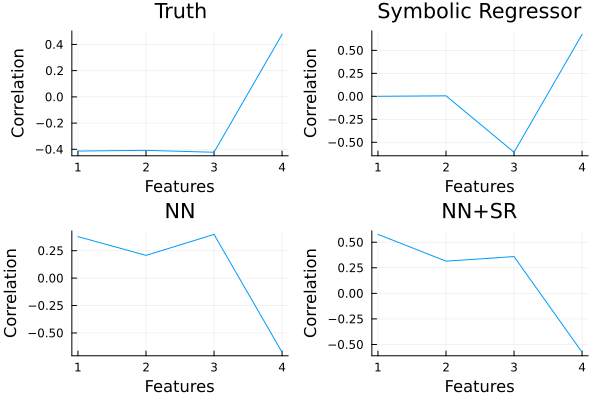 Truth
Correlation
0.4
0.2
0.0
−0.2
−0.4
1 2 3 4
Features
Symbolic Regressor
Correlation
0.50
0.25
0.00
−0.25
−0.50
1 2 3 4
Features
NN
Correlation
0.25
0.00
−0.25
−0.50
1 2 3 4
Features
NN+SR
Correlation
0.50
0.25
0.00
−0.25
−0.50
1 2 3 4
Features